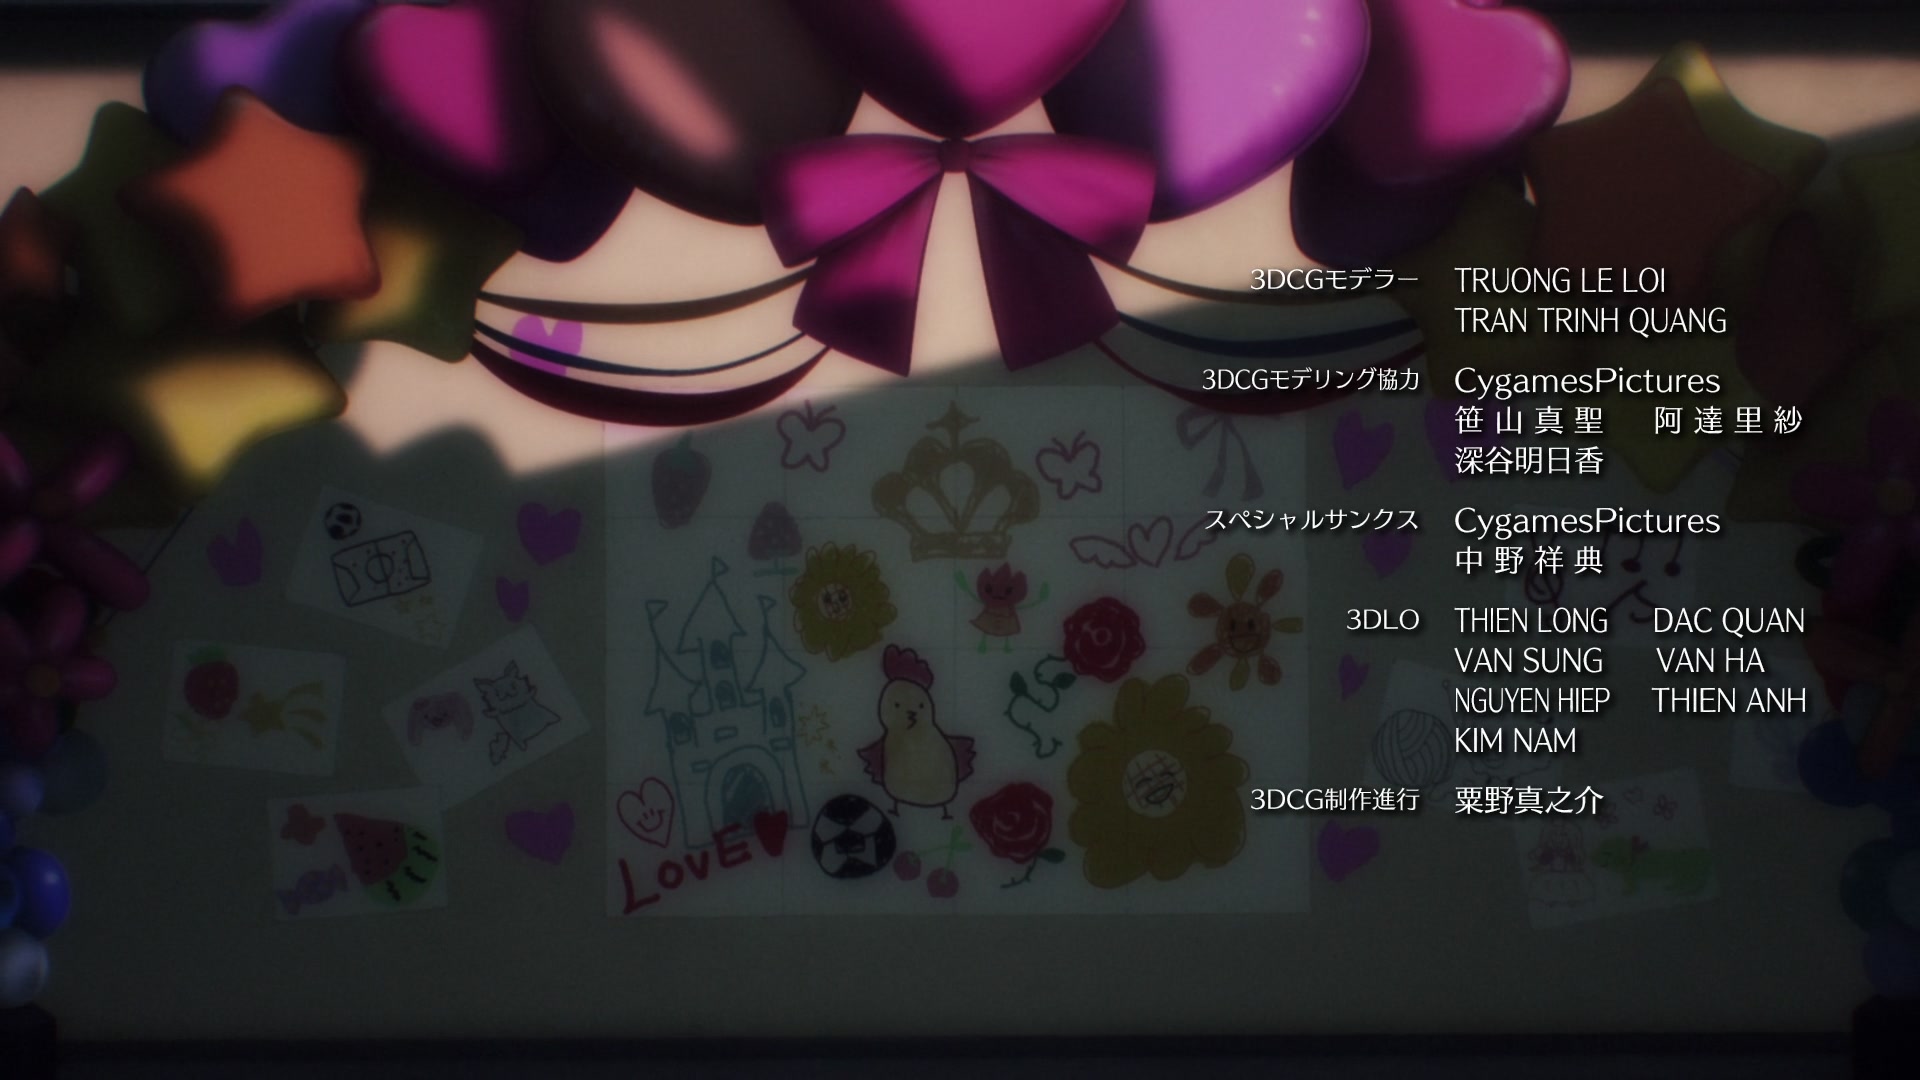 3DCGモデラー TRUONG LE LOI
TRAN TRINH QUANG
3DCGモデリング協力 CygamesPictures
笹山真聖 阿達里紗
深谷明日香
スペシャルサンクス CygamesPictures
中野祥典
3DLO THIEN LONG DAC QUAN
VAN SUNG VAN HA
NGUYEN HIEP THIEN ANH
KIM NAM
3DCG制作進行 粟野真之介
LOVE